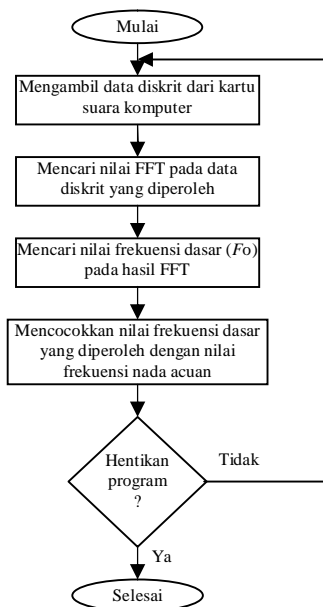 Mulai
Mengambil data diskrit dari kartu
suara komputer
Mencari nilai FFT pada data
diskrit yang diperoleh
Mencari nilai frekuensi dasar (Fo)
pada hasil FFT
Mencocokkan nilai frekuensi dasar
yang diperoleh dengan nilai
frekuensi nada acuan
Hentikan
program
?
Tidak
Ya
Selesai